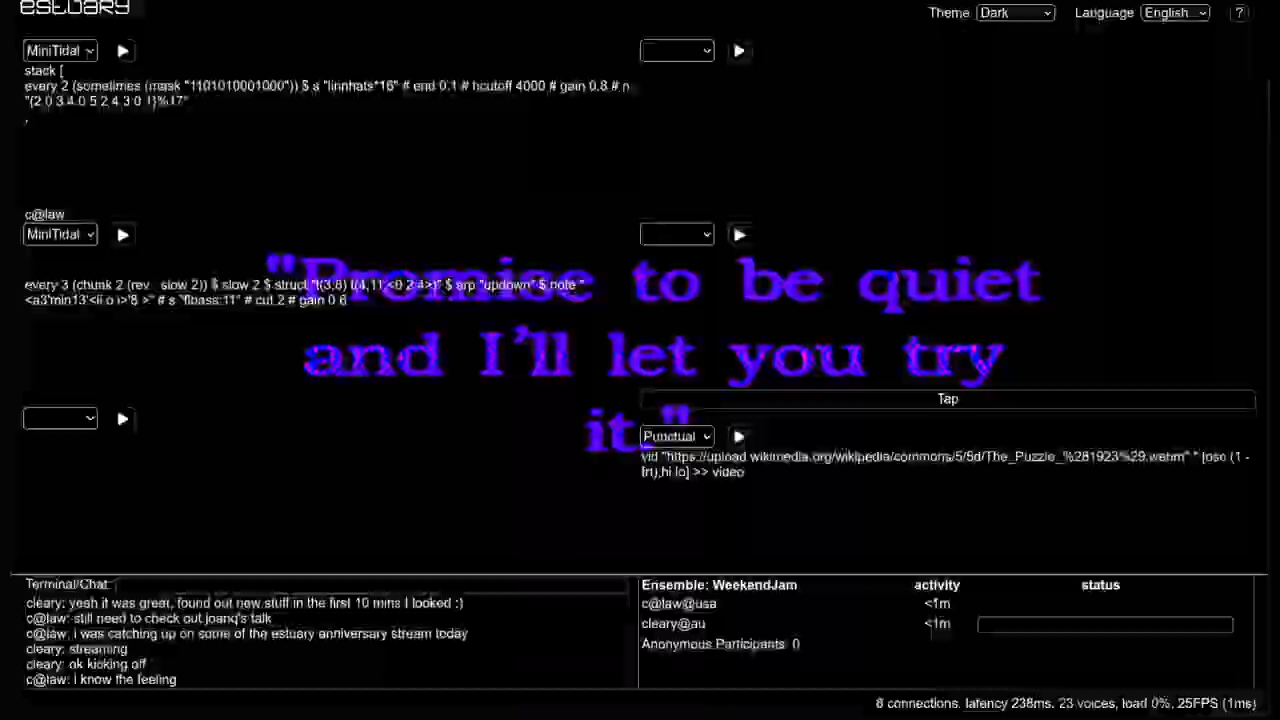 estuary
Theme Dark Language English ?
MiniTidal
stack [
every 2 (sometimes (mask "1101010001000")) $ s "linnhats*16" # end 0.1 # hcutoff 4000 # gain 0.8 # n
"{2 0 3 4 0 5 2 4 3 0 1}%17"
,
c@law
MiniTidal
every 3 (chunk 2 (rev . slow 2)) $ slow 2 $ struct "t(3,8) t(4,11,<0 2 4>)" $ arp "updown" $ note "
<a3'min13'<ii o i>'8 >" # s "flbass:11" # cut 2 # gain 0.6
"Promise to be quiet
and I'll let you try
it."
Tap
Punctual
vid "https://upload.wikimedia.org/wikipedia/commons/5/5d/The_Puzzle_%281923%29.webm" * [osc (1 -
frt),hi,lo] >> video
Terminal/Chat:
cleary: yeah it was great, found out new stuff in the first 10 mins I looked :)
c@law: still need to check out joanq's talk
c@law: i was catching up on some of the estuary anniversary stream today
cleary: streaming
cleary: ok kicking off
c@law: i know the feeling
Ensemble: WeekendJam activity status
c@law@usa <1m
cleary@au <1m
Anonymous Participants: 0
6 connections, latency 238ms, 23 voices, load 0%, 25FPS (1ms)